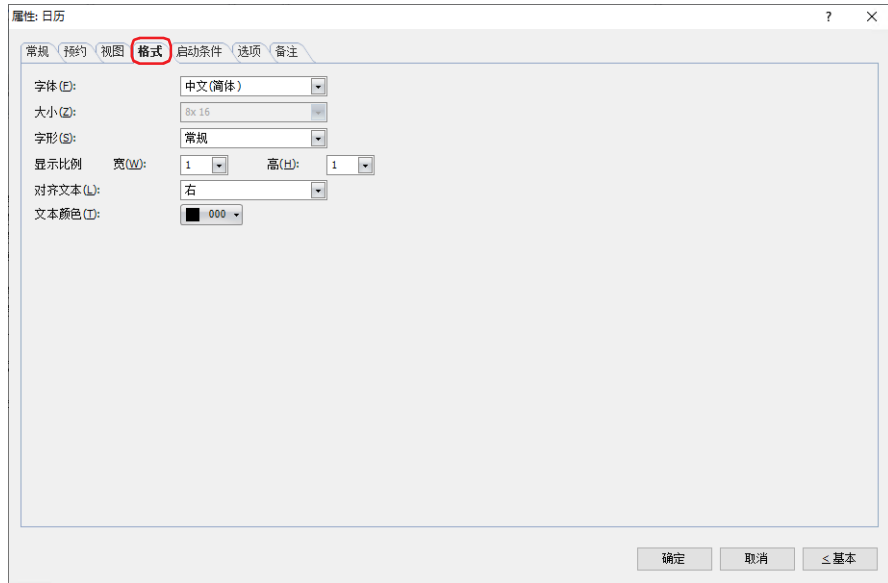 属性: 日历 ?
常规 预约 视图 格式 启动条件 选项 备注
字体(F): 中文(简体)
大小(Z): 8x 16
字形(S): 常规
显示比例 宽(W): 1 高(H): 1
对齐文本(L): 右
文本颜色(T): 000
确定 取消 <基本